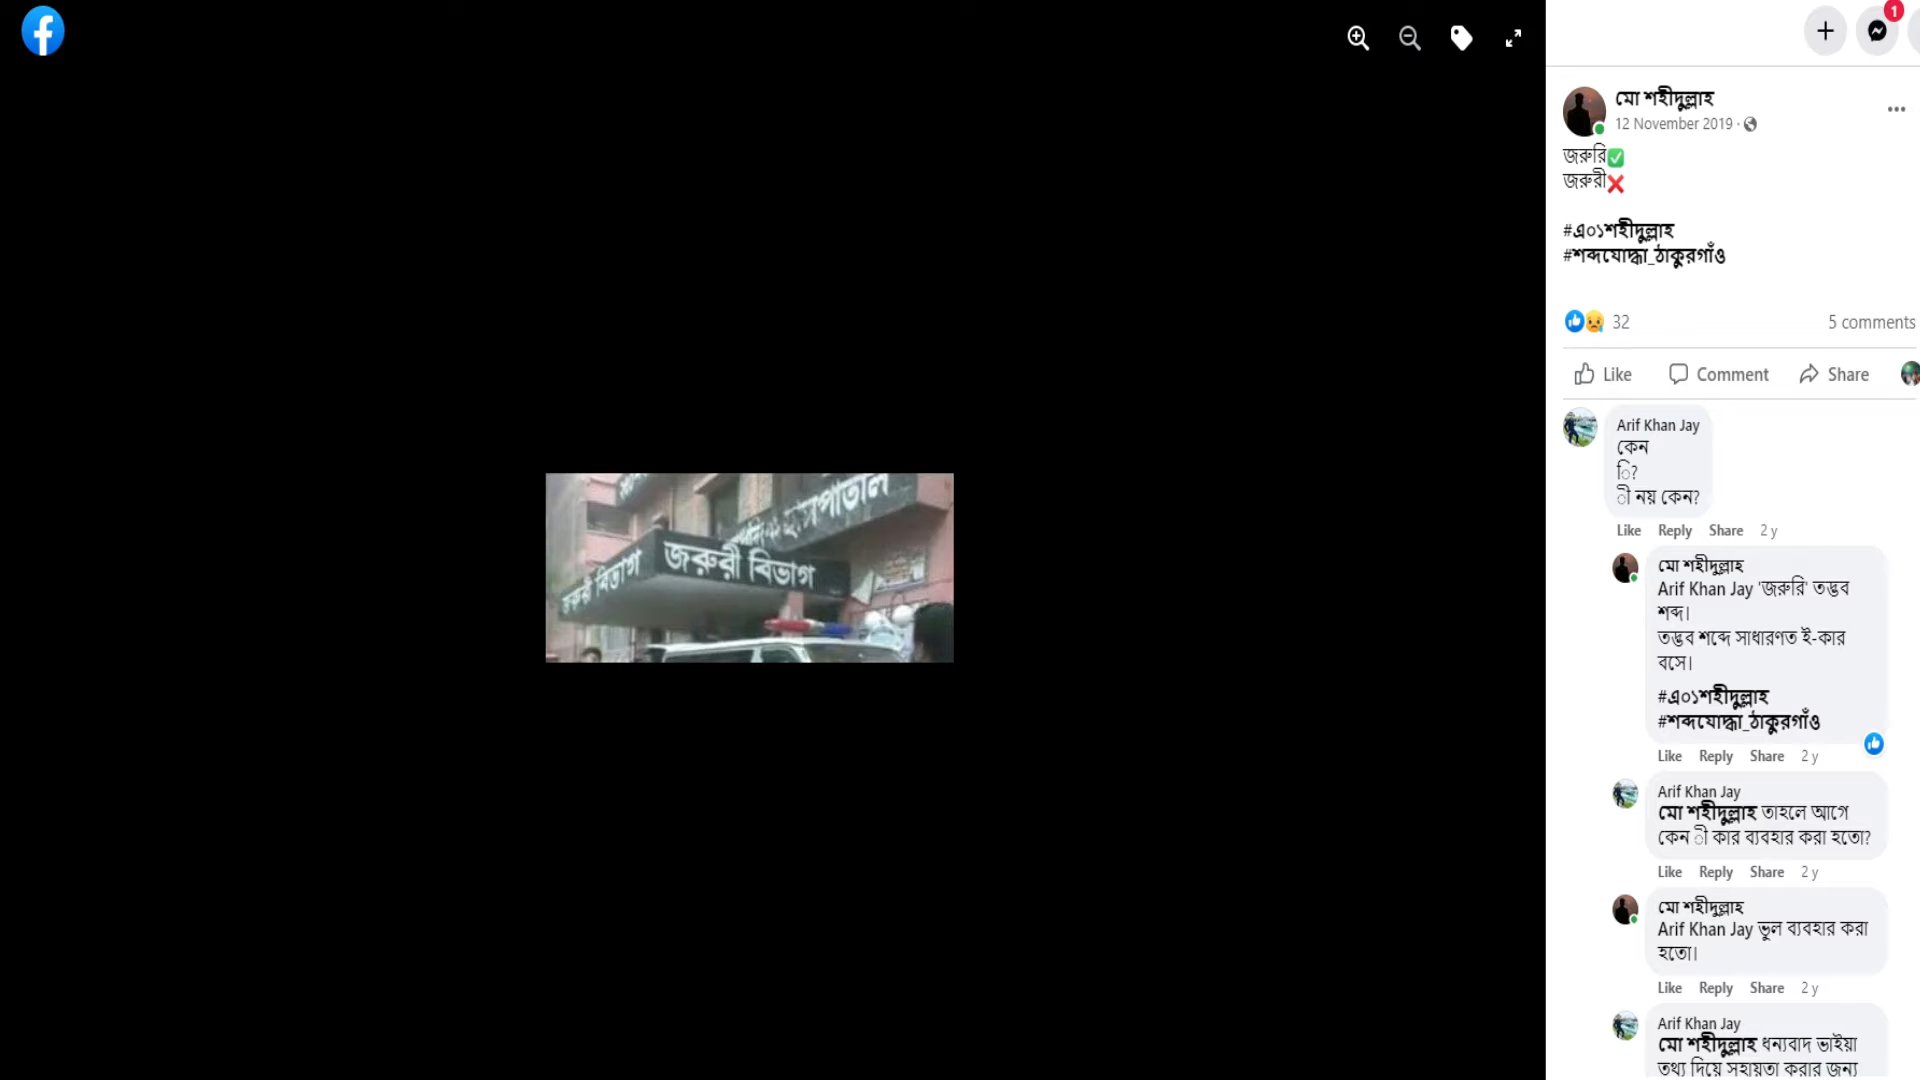 1
মো শহীদুল্লাহ
12 November 2019 ·
জরুরি✅
জরুরী❌
#এ০১শহীদুল্লাহ
#শব্দযোদ্ধা_ঠাকুরগাঁও
32
5 comments
Like Comment Share
Arif Khan Jay
কেন
ি?
ী নয় কেন?
Like Reply Share 2 y
মো শহীদুল্লাহ
Arif Khan Jay 'জরুরি' তদ্ভব
শব্দ।
তদ্ভব শব্দে সাধারণত ই-কার
বসে।
#এ০১শহীদুল্লাহ
#শব্দযোদ্ধা_ঠাকুরগাঁও
Like Reply Share 2 y
Arif Khan Jay
মো শহীদুল্লাহ তাহলে আগে
কেন ী কার ব্যবহার করা হতো?
Like Reply Share 2 y
মো শহীদুল্লাহ
Arif Khan Jay ভুল ব্যবহার করা
হতো।
Like Reply Share 2 y
Arif Khan Jay
মো শহীদুল্লাহ ধন্যবাদ ভাইয়া
তথ্য দিয়ে সহায়তা করার জন্য
হাসপাতাল
জরুরী বিভাগ
জরুরী বিভাগ